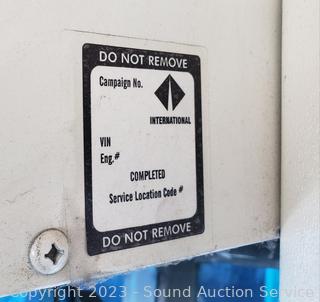 DO NOT REMOVE
Campaign No.
INTERNATIONAL
VIN
Eng.#
COMPLETED
Service Location Code #
DO NOT REMOVE
Copyright 2023 - Sound Auction Service